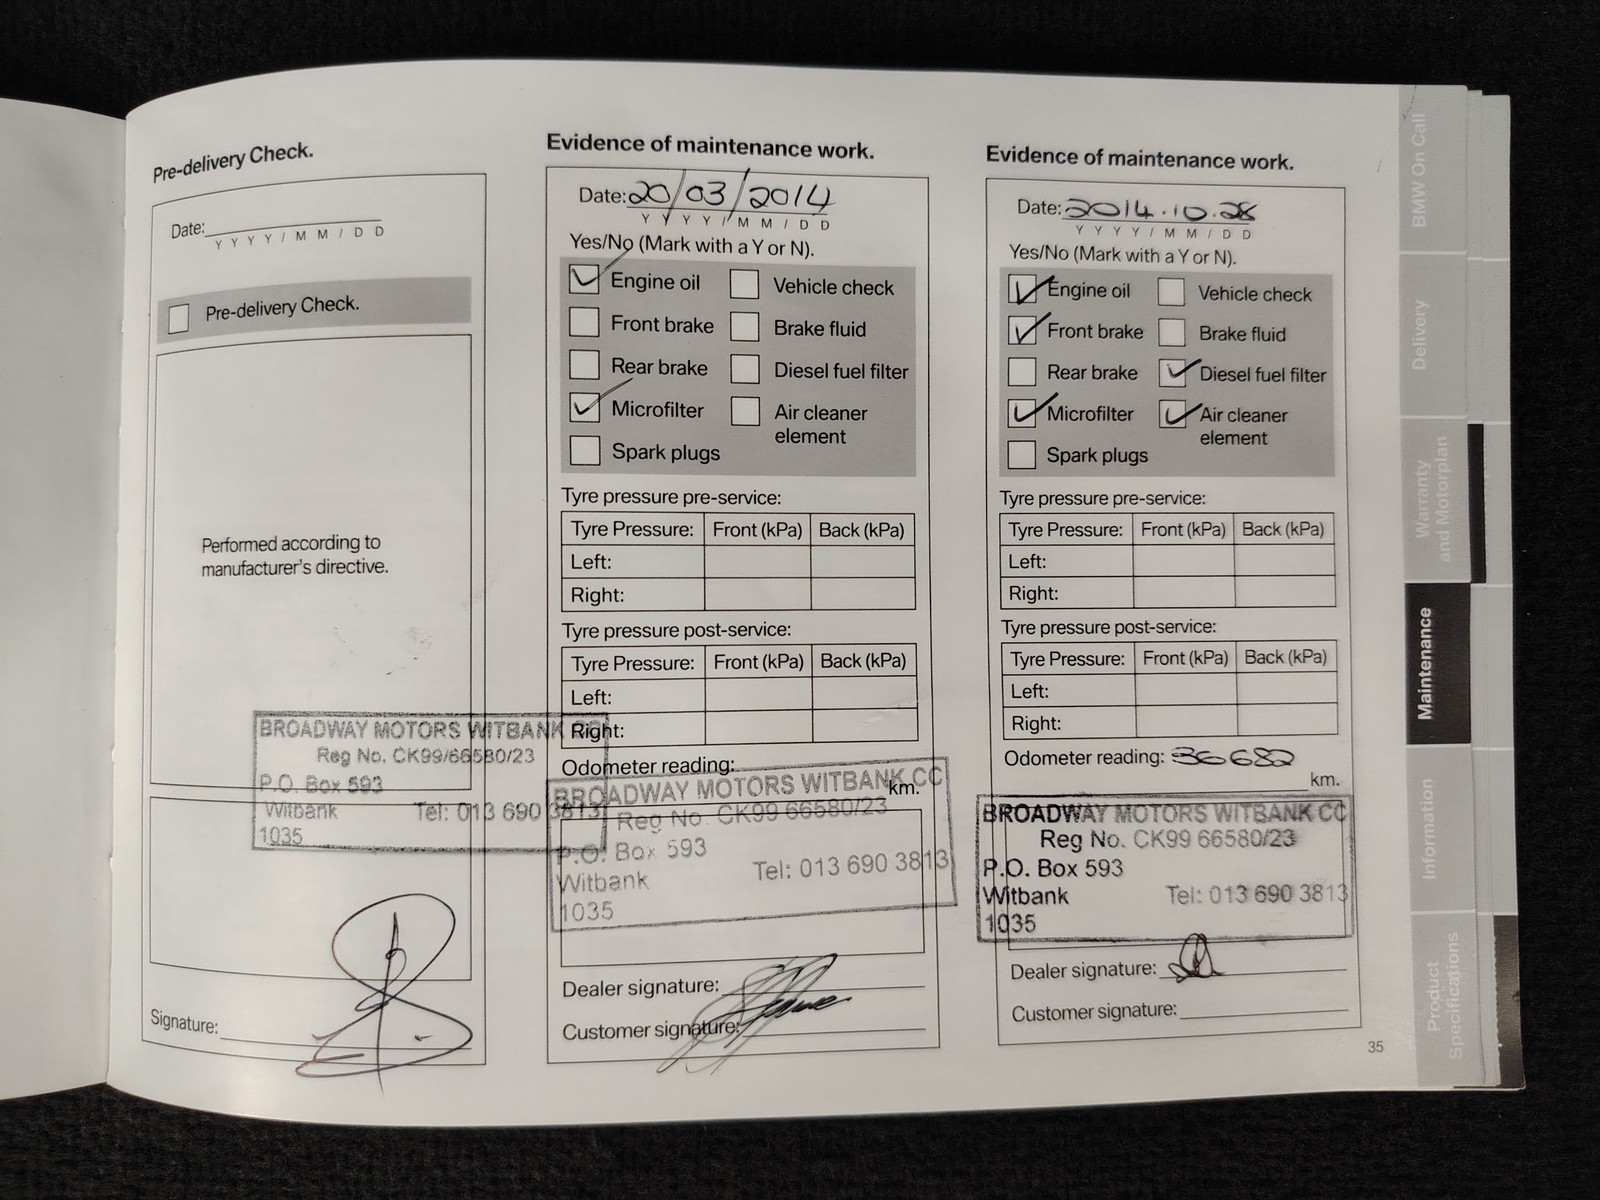 Pre-delivery Check.
Date:
Y Y Y Y / M M / D D
Pre-delivery Check.
Performed according to
manufacturer's directive.
BROADWAY MOTORS WITBANK CC
Reg No. CK99/66580/23
P.O. Box 593
Witbank Tel: 013 690 3813
1035
Signature:
Evidence of maintenance work.
Date: 20/03/2014
Y Y Y Y / M M / D D
Yes/No (Mark with a Y or N).
Engine oil Vehicle check
Front brake Brake fluid
Rear brake Diesel fuel filter
Microfilter Air cleaner
element
Spark plugs
Tyre pressure pre-service:
Tyre Pressure: Front (kPa) Back (kPa)
Left:
Right:
Tyre pressure post-service:
Tyre Pressure: Front (kPa) Back (kPa)
Left:
Right:
Odometer reading:
km.
BROADWAY MOTORS WITBANK CC
Reg No. CK99 66580/23
P.O. Box 593
Tel: 013 690 3813
Witbank
1035
Dealer signature:
Customer signature:
Evidence of maintenance work.
Date: 2014.10.28
Y Y Y Y / M M / D D
Yes/No (Mark with a Y or N).
Engine oil Vehicle check
Front brake Brake fluid
Rear brake Diesel fuel filter
Microfilter Air cleaner
element
Spark plugs
Tyre pressure pre-service:
Tyre Pressure: Front (kPa) Back (kPa)
Left:
Right:
Tyre pressure post-service:
Tyre Pressure: Front (kPa) Back (kPa)
Left:
Right:
Odometer reading: 36682
km.
BROADWAY MOTORS WITBANK CC
Reg No. CK99 66580/23
P.O. Box 593
Witbank Tel: 013 690 3813
1035
Dealer signature:
Customer signature:
35
BMW On Call
Delivery
Warranty
and Motorplan
Maintenance
Information
Product
Specifications